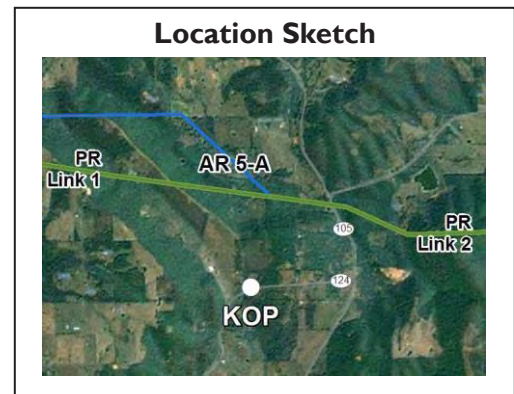 Location Sketch
PR
Link 1
AR 5-A
105
PR
Link 2
124
KOP